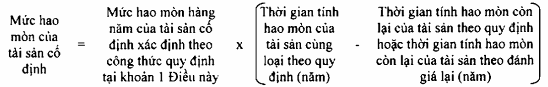 Mức hao
mòn của
tài sản cố
định
=
Mức hao mòn hàng
năm của tài sản cố
định xác định theo
công thức quy định
tại khoản 1 Điều này
x
Thời gian tính
hao mòn của
tài sản cùng
loại theo quy
định (năm)
-
Thời gian tính hao mòn còn
lại của tài sản theo quy định
hoặc thời gian tính hao mòn
còn lại của tài sản theo đánh
giá lại (năm)